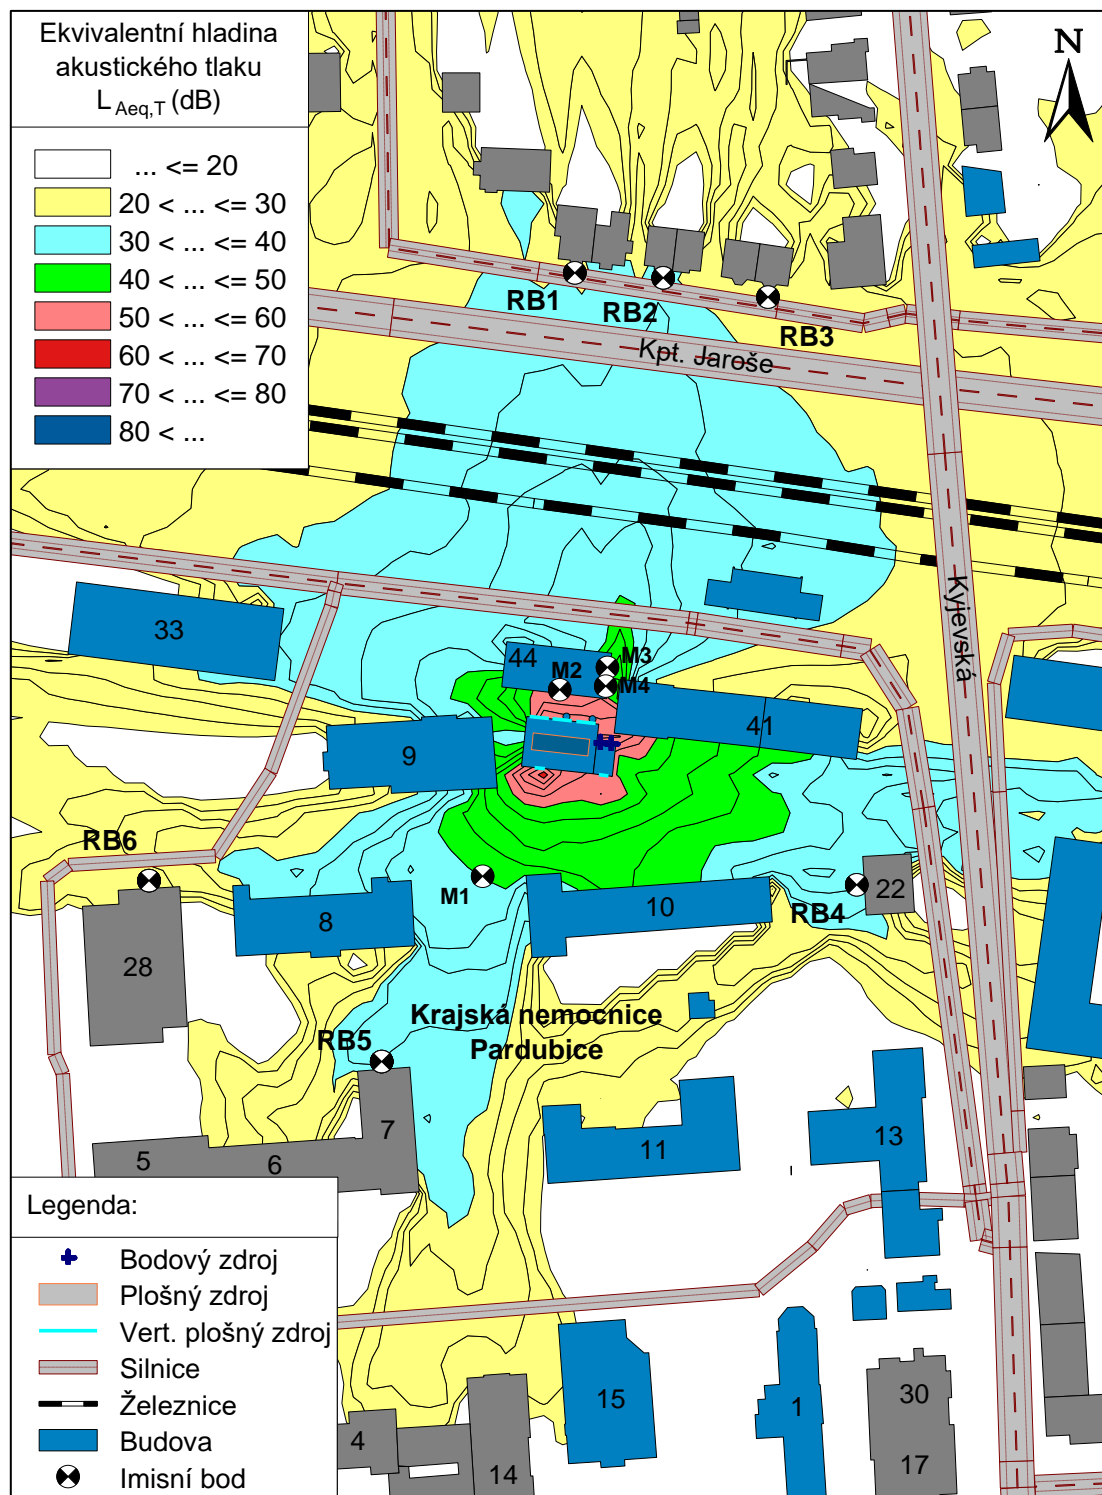 Ekvivalentní hladina
akustického tlaku
L Aeq,T (dB)
... <= 20
20 < ... <= 30
30 < ... <= 40
40 < ... <= 50
50 < ... <= 60
60 < ... <= 70
70 < ... <= 80
80 < ...
N
RB1
RB2
RB3
Kpt. Jaroše
Kyjevská
33
44
M2
M3
M4
41
9
RB6
M1
RB4
22
8
10
28
Krajská nemocnice
Pardubice
RB5
7
5
6
11
13
Legenda:
Bodový zdroj
Plošný zdroj
Vert. plošný zdroj
Silnice
Železnice
Budova
Imisní bod
15
1
30
4
14
17